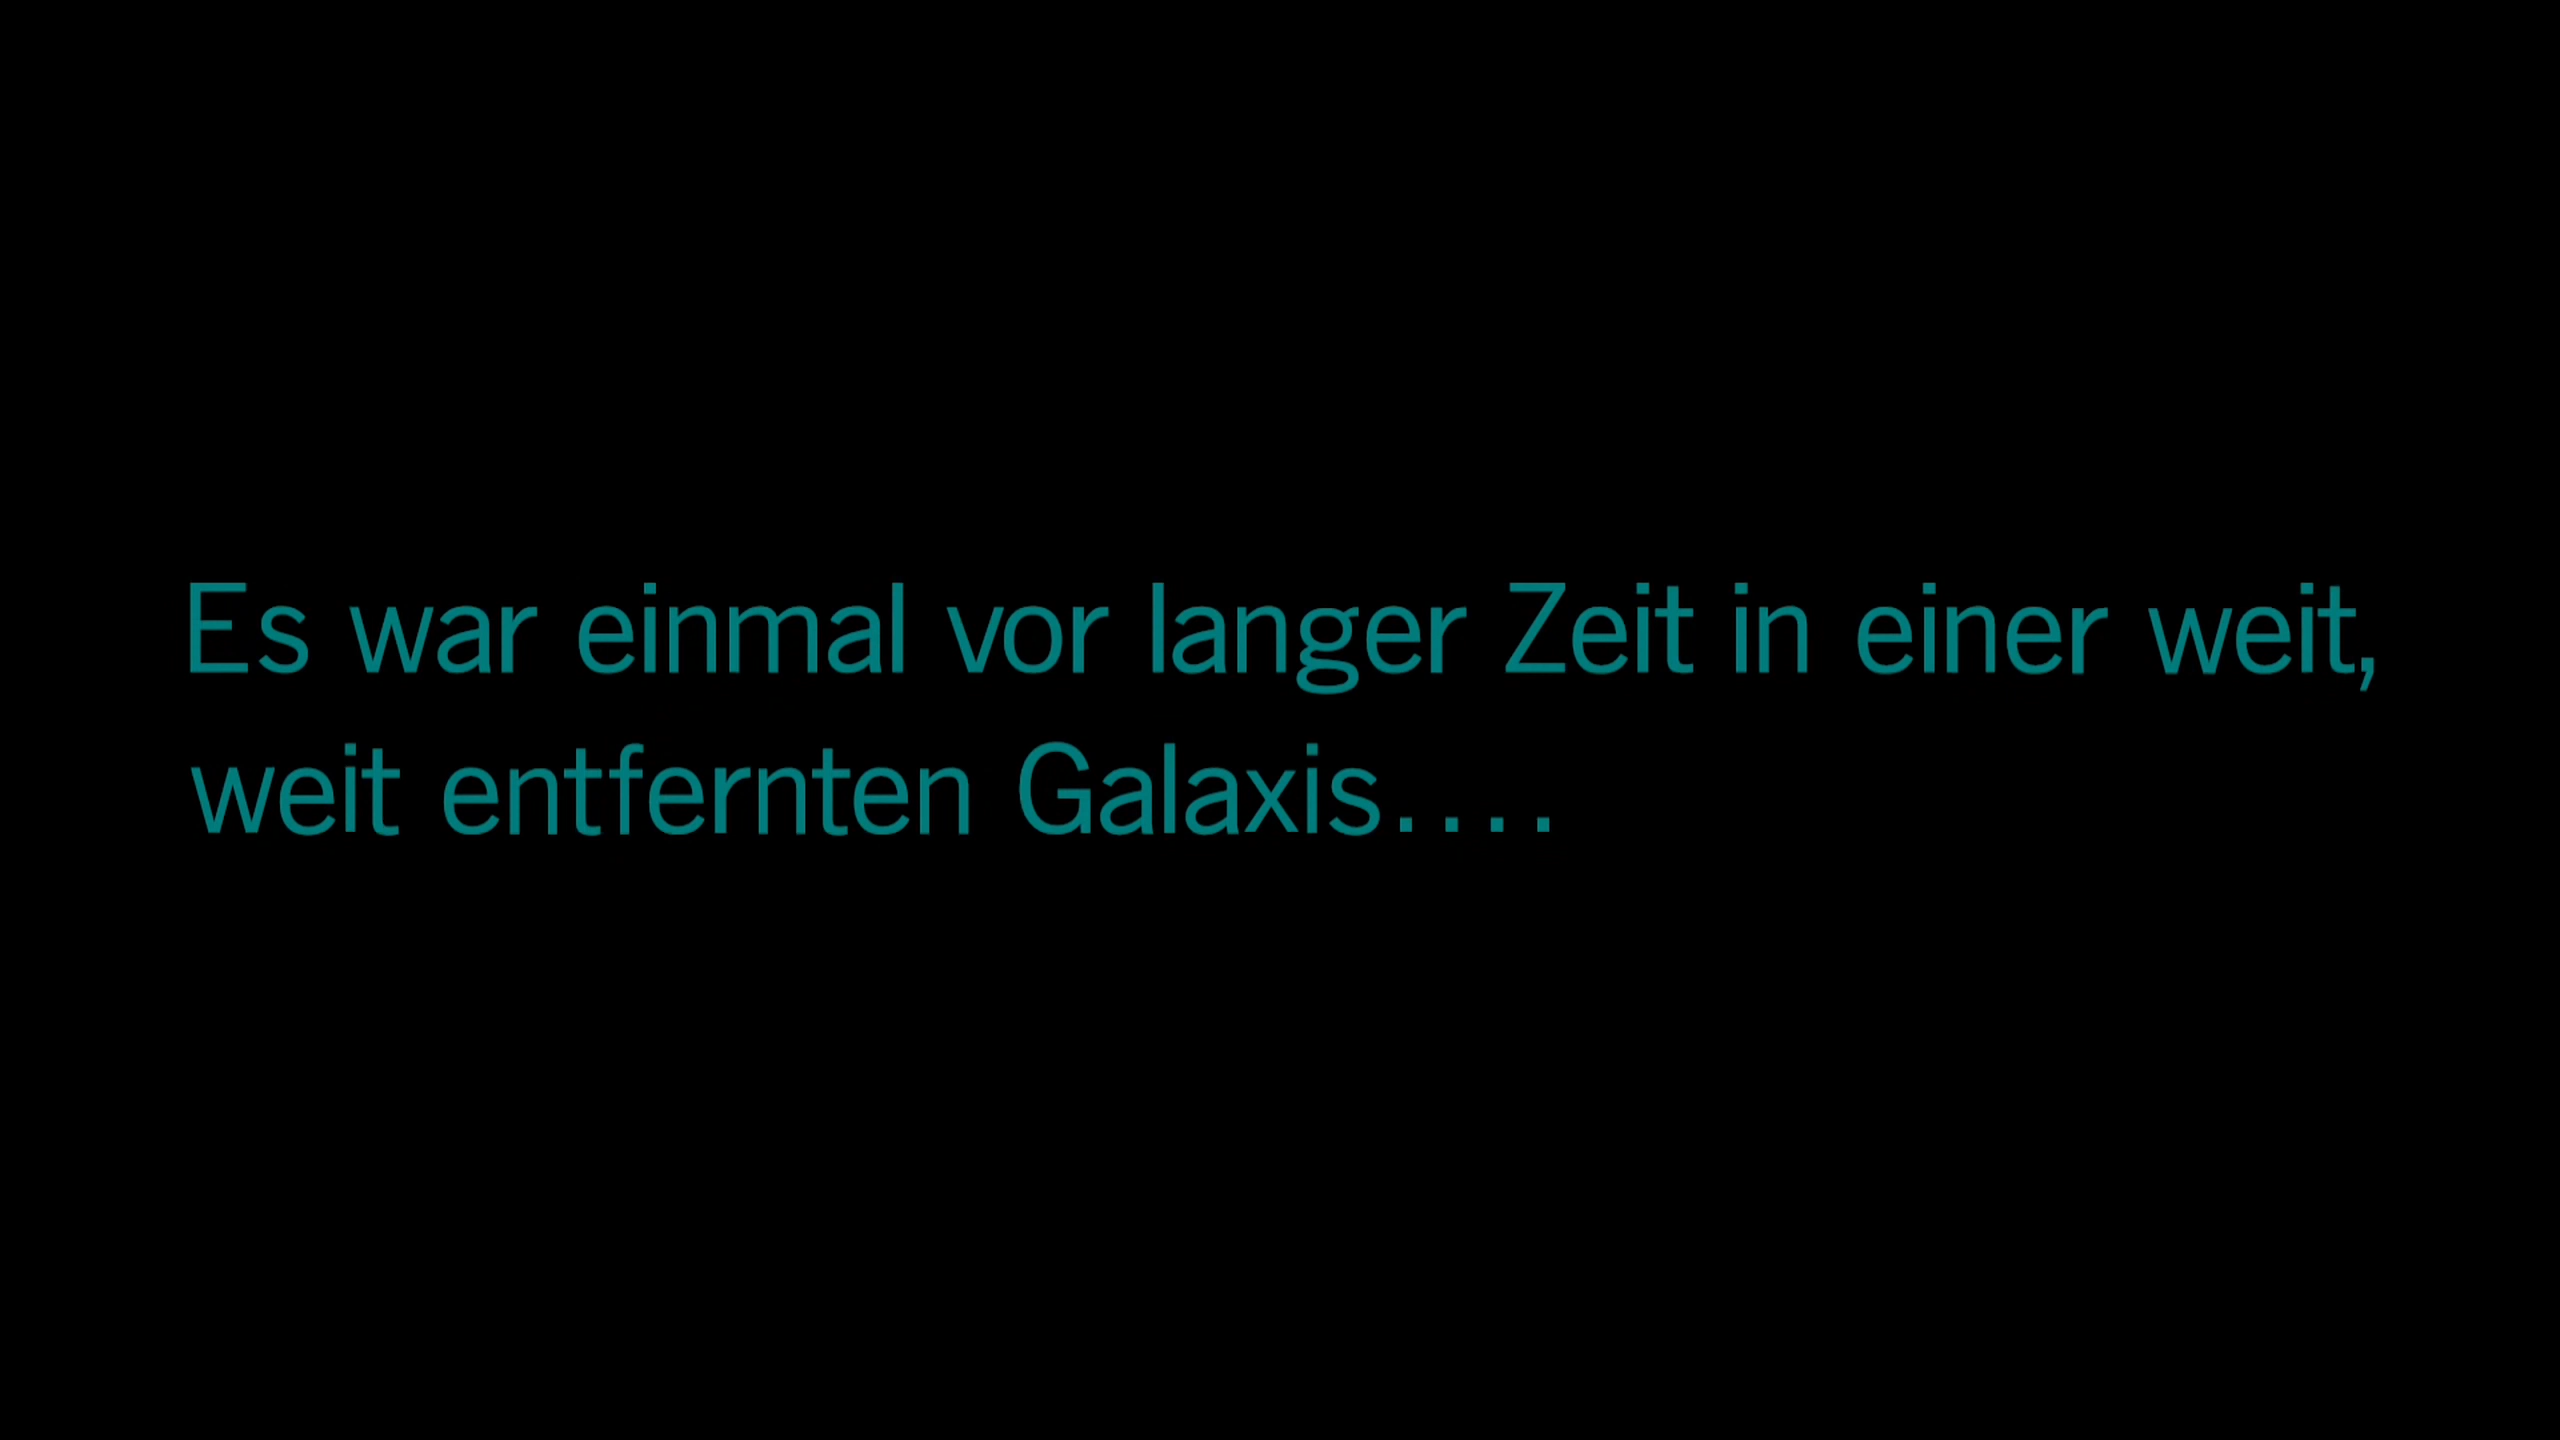 Es war einmal vor langer Zeit in einer weit,
weit entfernten Galaxis....